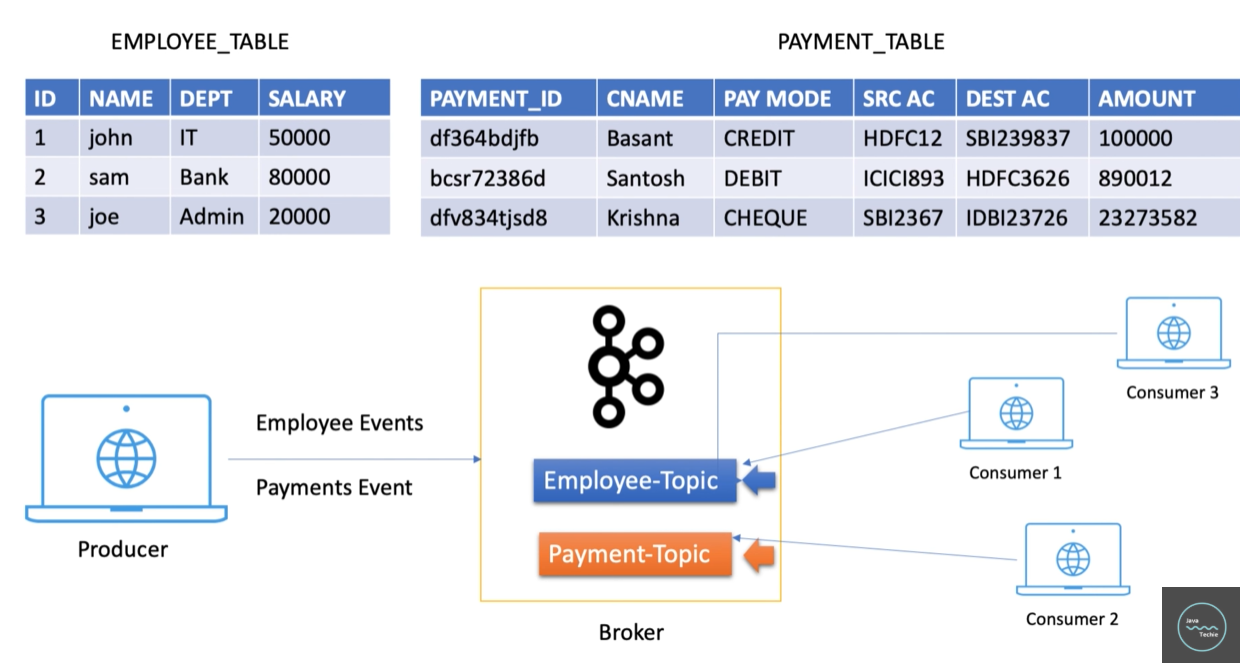 EMPLOYEE_TABLE
PAYMENT_TABLE
ID NAME DEPT SALARY
1 john IT 50000
2 sam Bank 80000
3 joe Admin 20000
PAYMENT_ID CNAME PAY MODE SRC AC DEST AC AMOUNT
df364bdjfb Basant CREDIT HDFC12 SBI239837 100000
bcsr72386d Santosh DEBIT ICICI893 HDFC3626 890012
dfv834tjsd8 Krishna CHEQUE SBI2367 IDBI23726 23273582
Employee Events
Payments Event
Producer
Employee-Topic
Payment-Topic
Broker
Consumer 3
Consumer 1
Consumer 2
Java
Techie